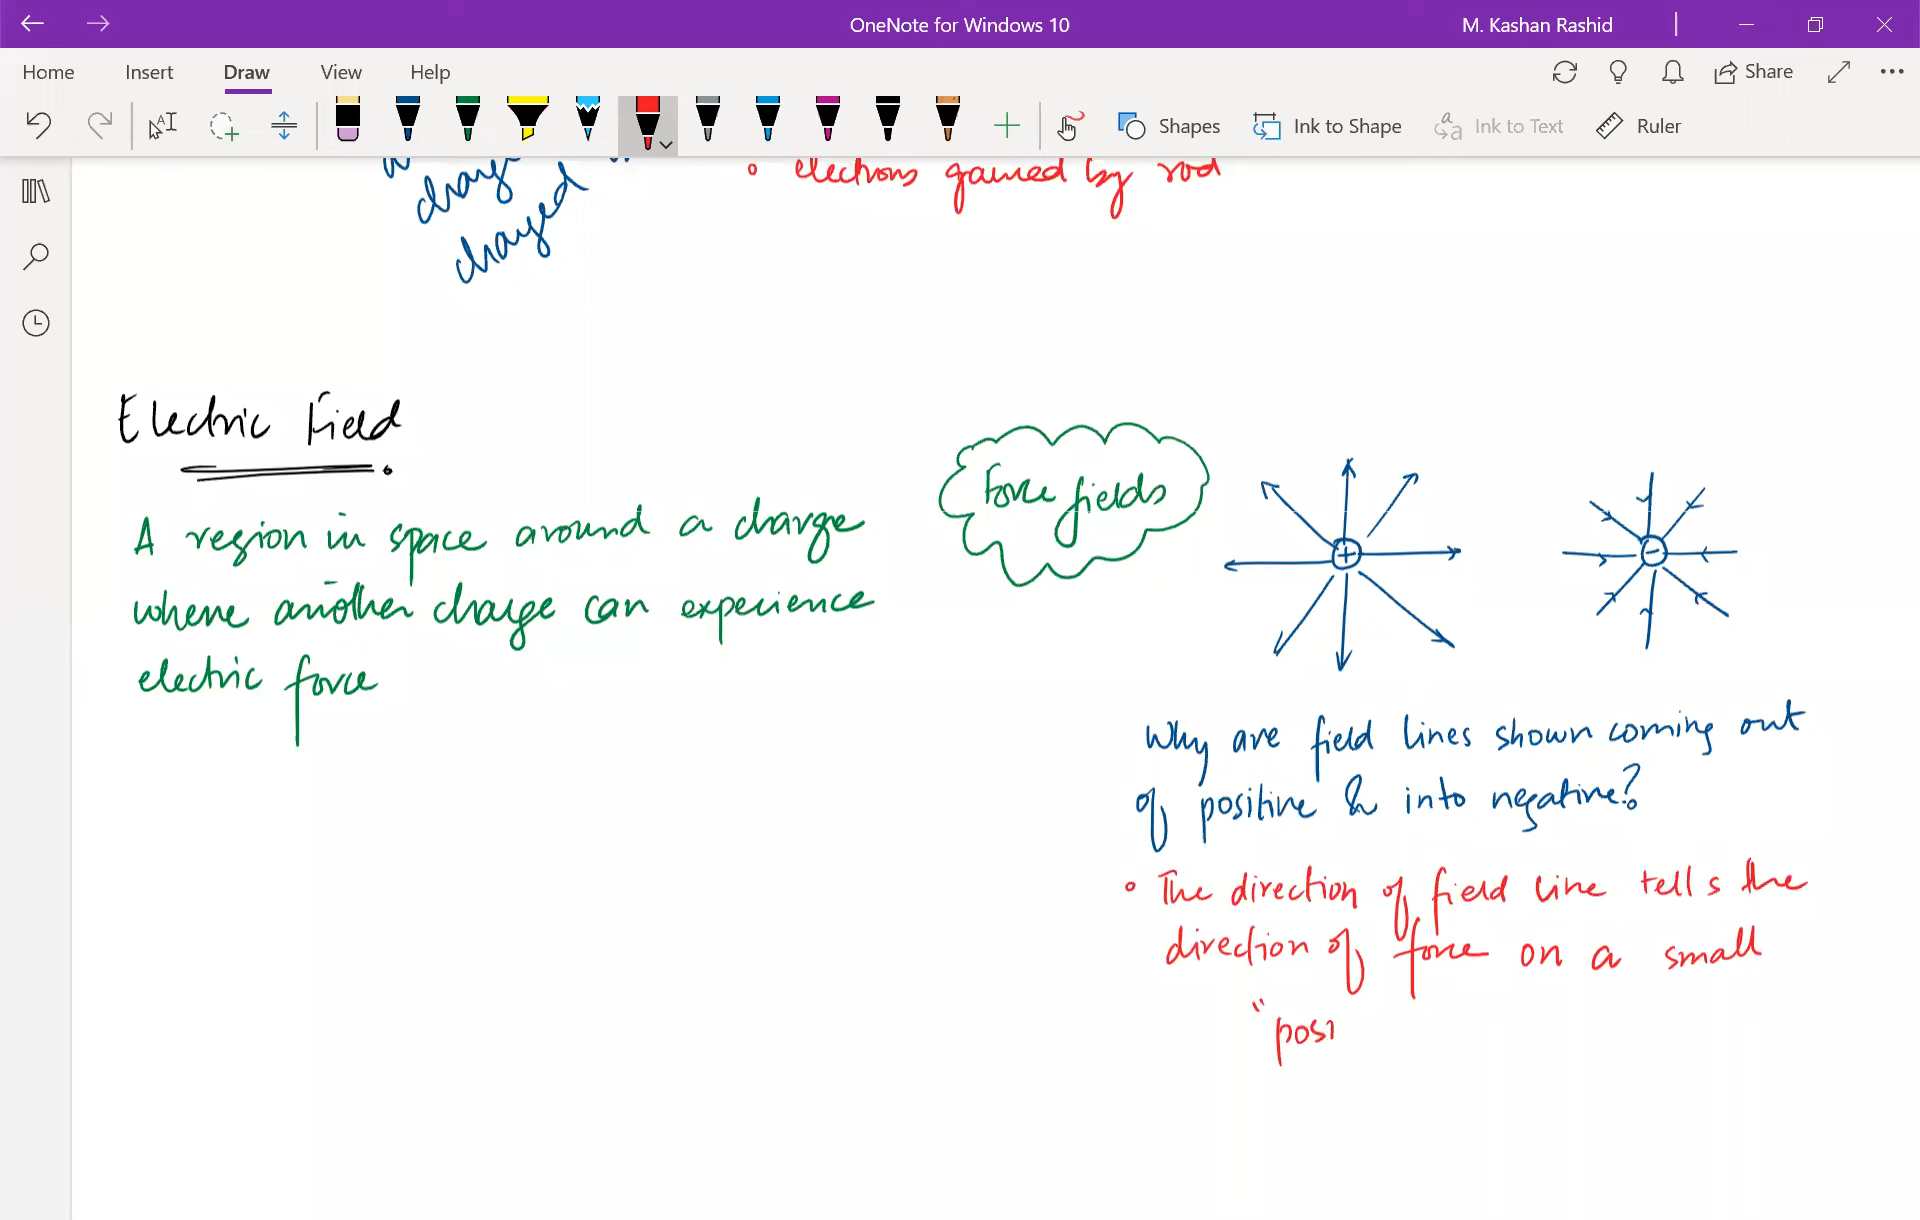 OneNote for Windows 10
M. Kashan Rashid
Home Insert Draw View Help
Share
Shapes Ink to Shape Ink to Text Ruler
charge
charged
• electrons gained by rod
Electric Field
A region in space around a charge
where another charge can experience
electric force
Force fields
+
−
Why are field lines shown coming out
of positive & into negative?
• The direction of field line tells the
direction of force on a small
"posi